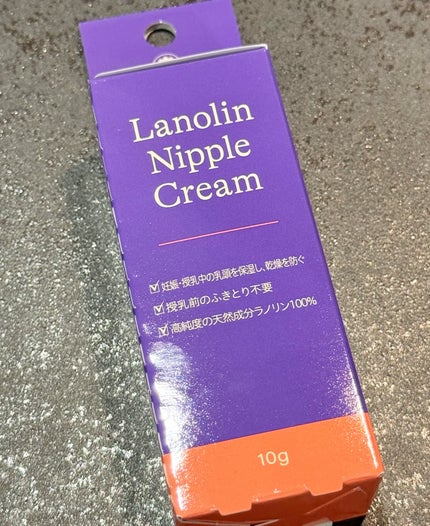 Lanolin
Nipple
Cream
☑妊娠・授乳中の乳頭を保湿し、乾燥を防ぐ
☑授乳前のふきとり不要
☑高純度の天然成分ラノリン100%
10g